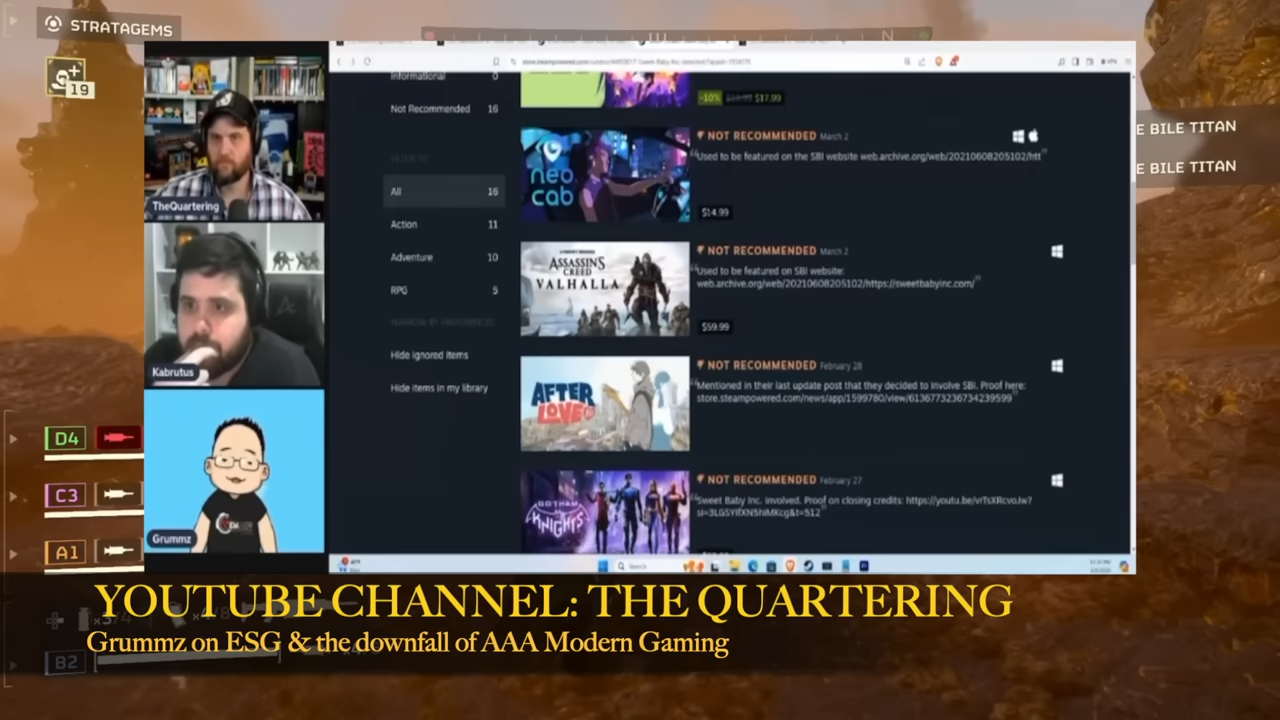 STRATAGEMS
19
N
Informational 0
Not Recommended 16
All 16
Action 11
Adventure 10
RPG 5
Hide ignored items
Hide items in my library
-10% $17.99
NOT RECOMMENDED March 2
"Used to be featured on the SBI website web.archive.org/web/20210608205102/htt"
neo cab
$14.99
NOT RECOMMENDED March 2
"Used to be featured on SBI website:
web.archive.org/web/20210608205102/https://sweetbabyinc.com/"
ASSASSIN'S
CREED
VALHALLA
$59.99
NOT RECOMMENDED February 28
"Mentioned in their last update post that they decided to involve SBI. Proof here:
store.steampowered.com/news/app/1599780/view/6136773236734239599"
AFTER
LOVE
NOT RECOMMENDED February 27
"Sweet Baby Inc. involved. Proof on closing credits:
GOTHAM
KNIGHTS
Search
TheQuartering
Kabrutus
Grummz
E BILE TITAN
E BILE TITAN
D4
C3
A1
B2
YOUTUBE CHANNEL: THE QUARTERING
Grummz on ESG & the downfall of AAA Modern Gaming